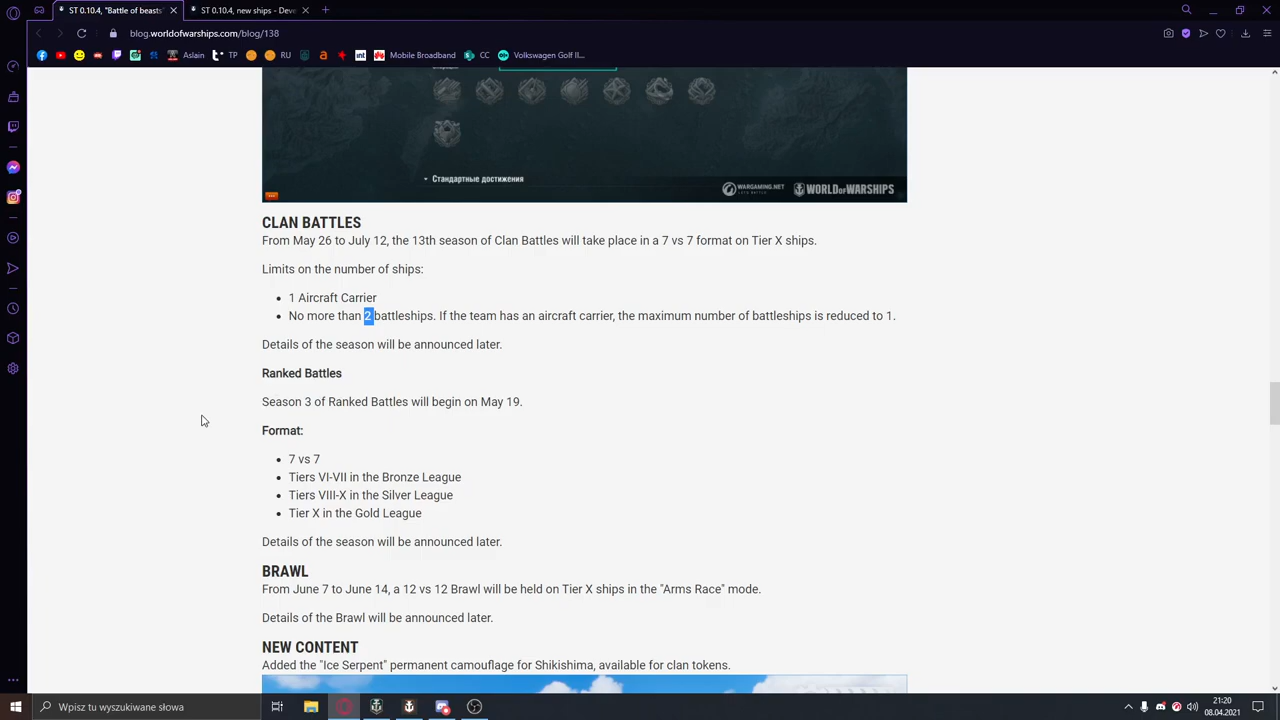 ST 0.10.4, "Battle of beasts"
ST 0.10.4, new ships - Deve
blog.worldofwarships.com/blog/138
Aslain
TP
RU
Mobile Broadband
CC
Volkswagen Golf II...
Стандартные достижения
WARGAMING.NET
LET'S BATTLE
WORLD OF WARSHIPS
CLAN BATTLES
From May 26 to July 12, the 13th season of Clan Battles will take place in a 7 vs 7 format on Tier X ships.
Limits on the number of ships:
• 1 Aircraft Carrier
• No more than 2 battleships. If the team has an aircraft carrier, the maximum number of battleships is reduced to 1.
Details of the season will be announced later.
Ranked Battles
Season 3 of Ranked Battles will begin on May 19.
Format:
• 7 vs 7
• Tiers VI-VII in the Bronze League
• Tiers VIII-X in the Silver League
• Tier X in the Gold League
Details of the season will be announced later.
BRAWL
From June 7 to June 14, a 12 vs 12 Brawl will be held on Tier X ships in the "Arms Race" mode.
Details of the Brawl will be announced later.
NEW CONTENT
Added the "Ice Serpent" permanent camouflage for Shikishima, available for clan tokens.
Wpisz tu wyszukiwane słowa
21:20
08.04.2021